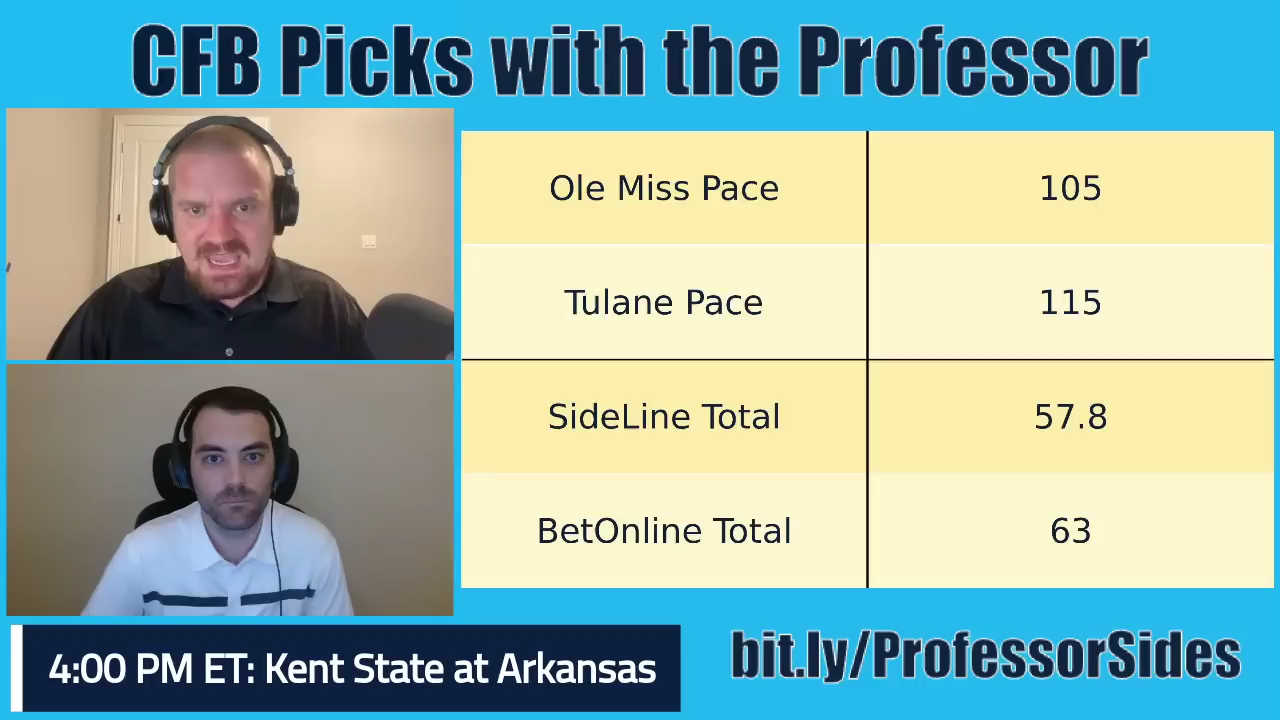 CFB Picks with the Professor
Ole Miss Pace 105
Tulane Pace 115
SideLine Total 57.8
BetOnline Total 63
4:00 PM ET: Kent State at Arkansas
bit.ly/ProfessorSides